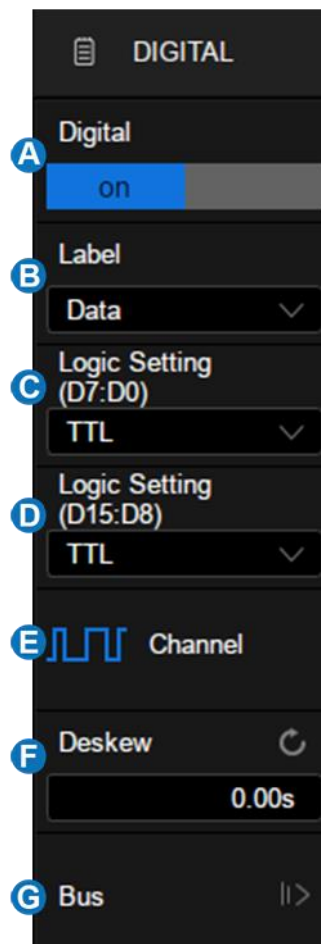 DIGITAL
Digital
A
on
Label
B
Data
Logic Setting
C
(D7:D0)
TTL
Logic Setting
(D15:D8)
D
TTL
E
Channel
Deskew
F
0.00s
G
Bus